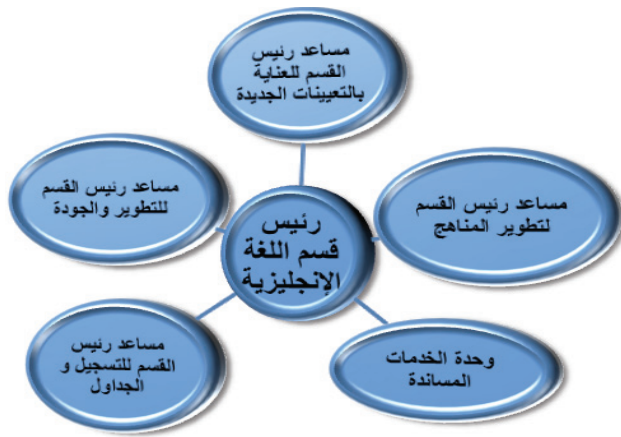 مساعد رئيس
القسم للعناية
بالتعيينات الجديدة
مساعد رئيس القسم
لتطوير المناهج
مساعد رئيس القسم
للتطوير والجودة
رئيس
قسم اللغة
الإنجليزية
وحدة الخدمات
المساندة
مساعد رئيس
القسم للتسجيل و
الجداول